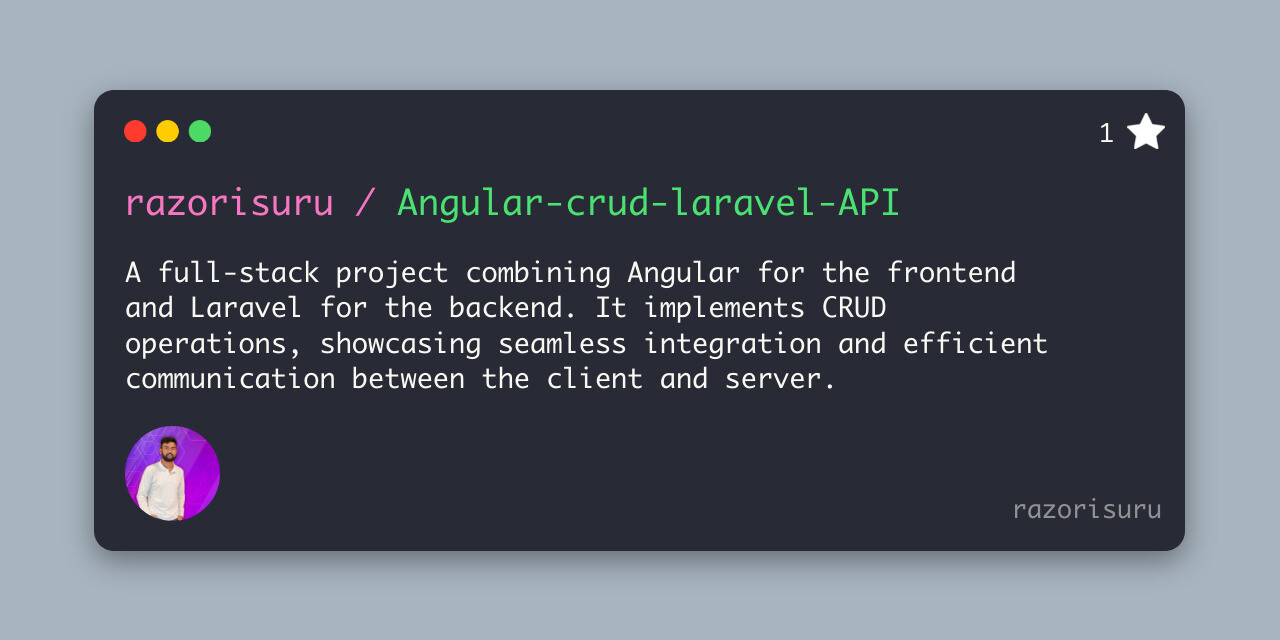 1
razorisuru / Angular-crud-laravel-API
A full-stack project combining Angular for the frontend
and Laravel for the backend. It implements CRUD
operations, showcasing seamless integration and efficient
communication between the client and server.
razorisuru